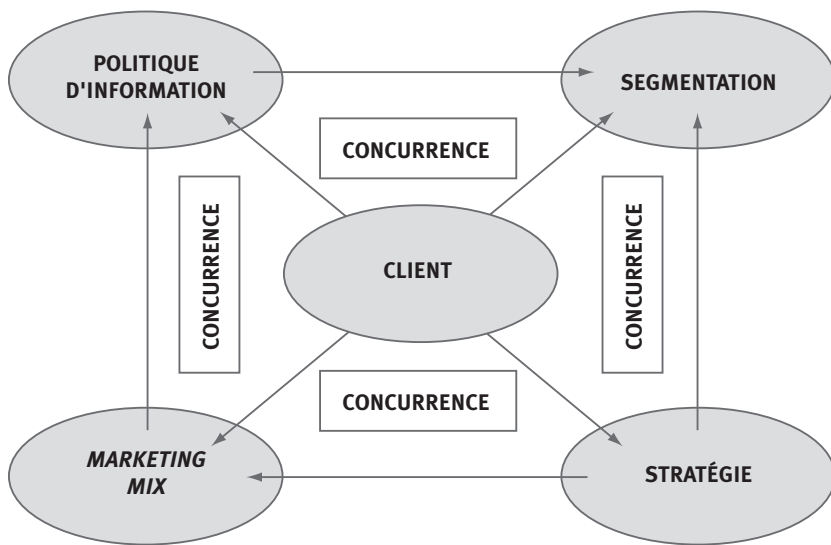 POLITIQUE
D'INFORMATION
SEGMENTATION
CONCURRENCE
CONCURRENCE
CONCURRENCE
CLIENT
CONCURRENCE
MARKETING
MIX
STRATÉGIE